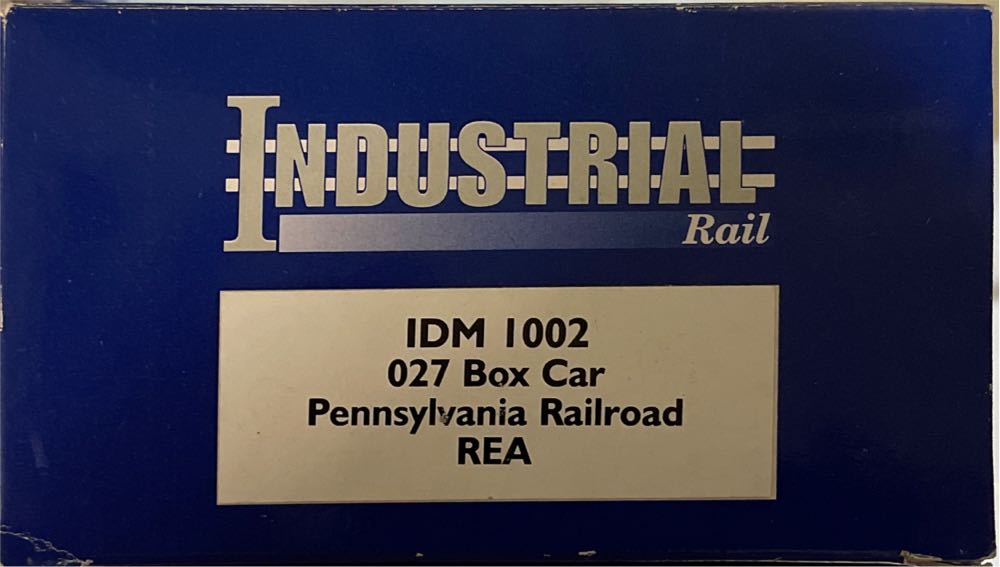 INDUSTRIAL
Rail
IDM 1002
027 Box Car
Pennsylvania Railroad
REA